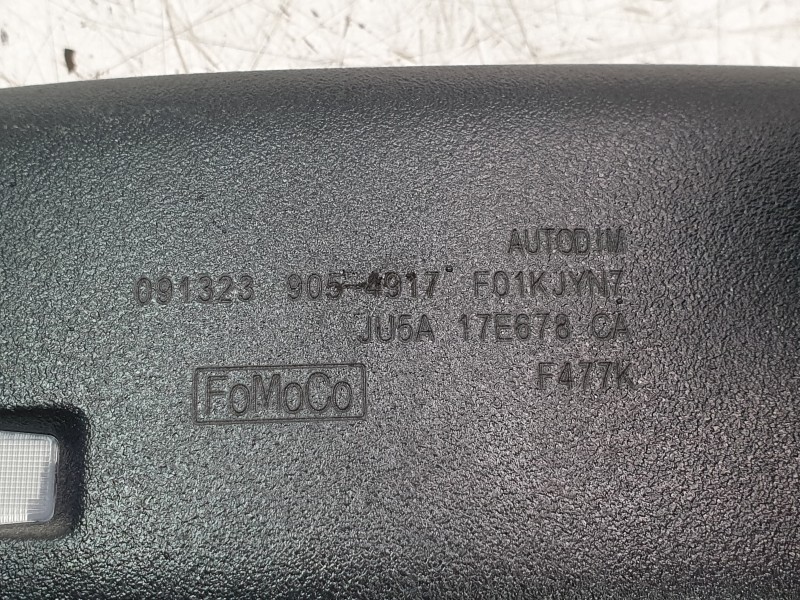 AUTODIM
091323 905-4917 F01KJYN7
JU5A 17E678 CA
FoMoCo F477K